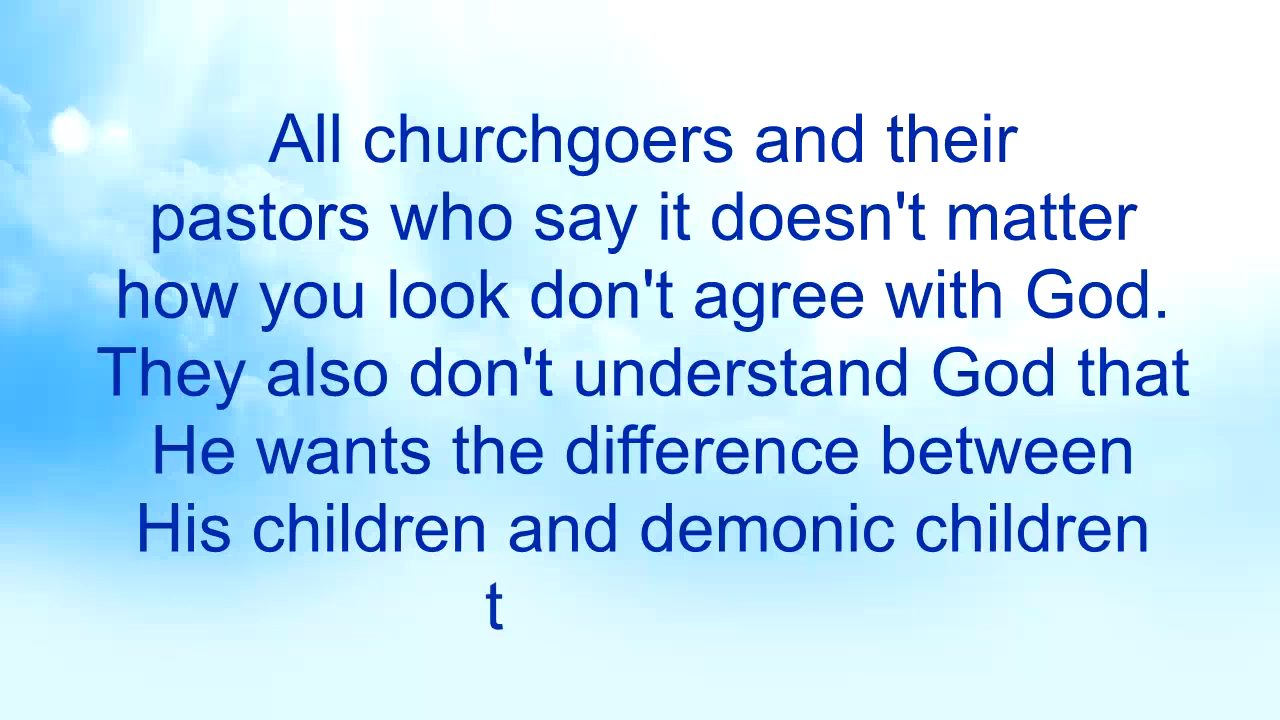 All churchgoers and their
pastors who say it doesn't matter
how you look don't agree with God.
They also don't understand God that
He wants the difference between
His children and demonic children
t